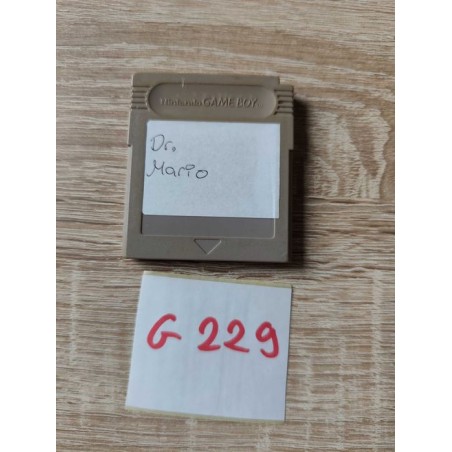 Nintendo GAME BOY
Dr.
Mario
G 229